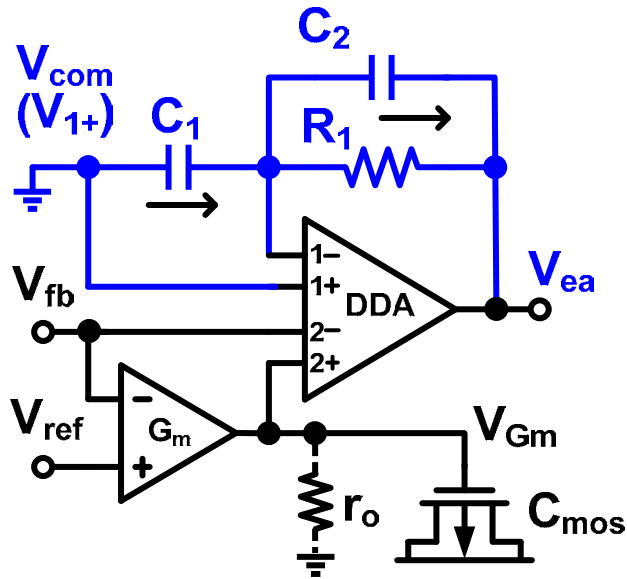 C2
Vcom
(V1+)
C1
R1
1−
1+
DDA
Vea
Vfb
2−
2+
Vref
−
Gm
+
VGm
ro
Cmos